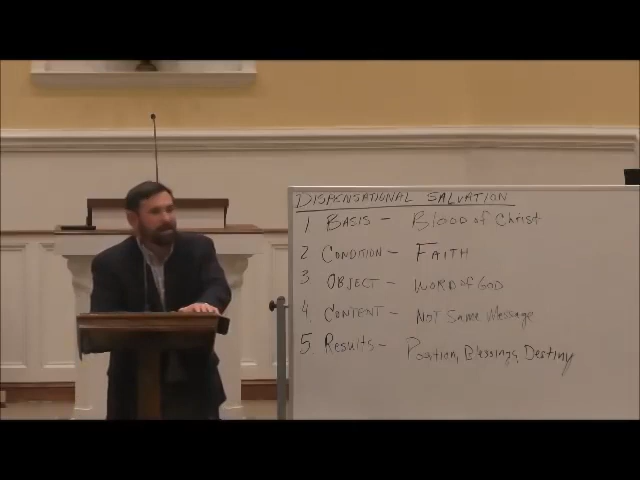 DISPENSATIONAL SALVATION
1 BASIS - Blood of Christ
2 CONDITION - FAITH
3 OBJECT - WORD OF GOD
4. CONTENT - NOT SAME Message
5. Results - Position, Blessings, Destiny